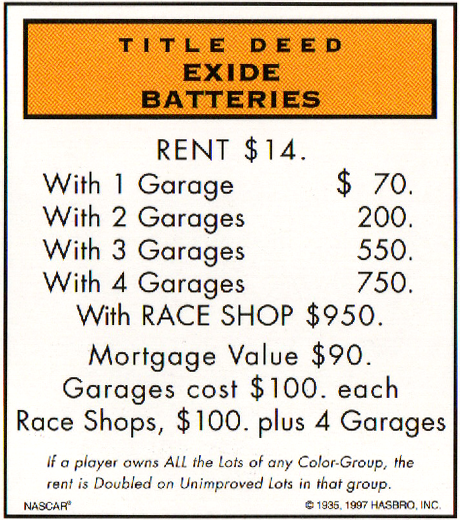 TITLE DEED
EXIDE
BATTERIES
RENT $14.
With 1 Garage $ 70.
With 2 Garages 200.
With 3 Garages 550.
With 4 Garages 750.
With RACE SHOP $950.
Mortgage Value $90.
Garages cost $100. each
Race Shops, $100. plus 4 Garages
If a player owns ALL the Lots of any Color-Group, the
rent is Doubled on Unimproved Lots in that group.
NASCAR® © 1935, 1997 HASBRO, INC.